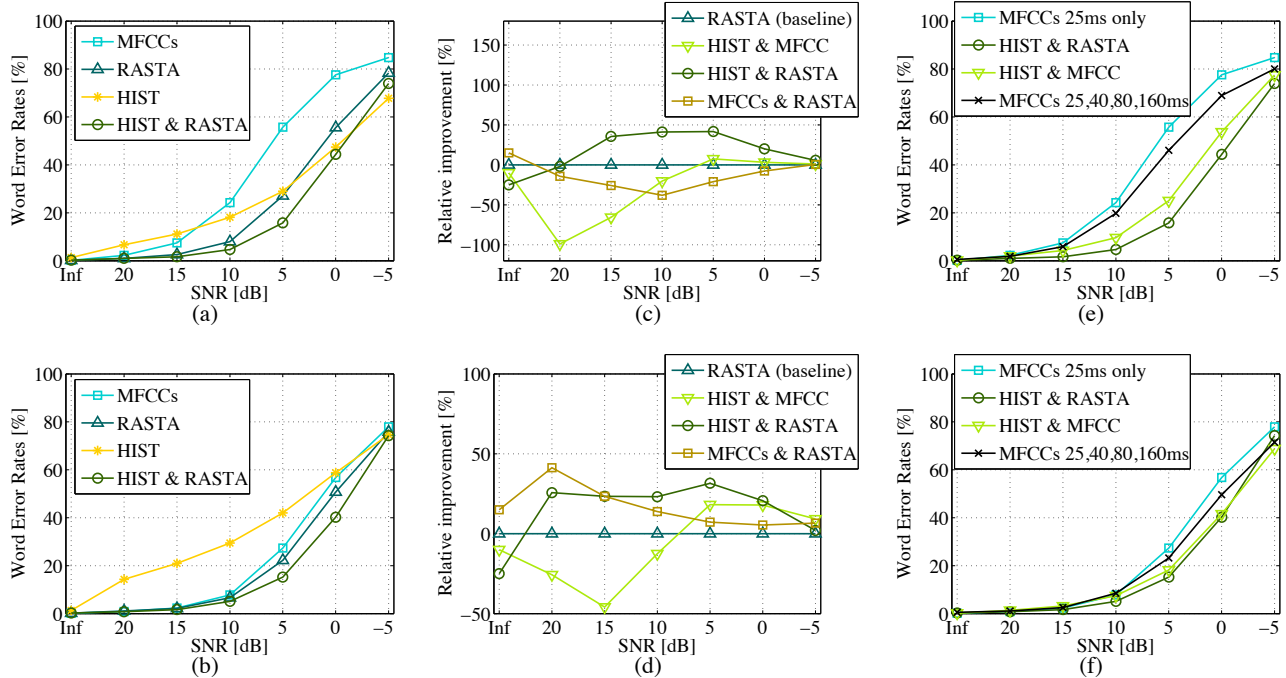 100
80
60
40
20
0
Word Error Rates [%]
MFCCs
RASTA
HIST
HIST & RASTA
Inf 20 15 10 5 0 −5
SNR [dB]
(a)
150
100
50
0
−50
−100
Relative improvement [%]
RASTA (baseline)
HIST & MFCC
HIST & RASTA
MFCCs & RASTA
Inf 20 15 10 5 0 −5
SNR [dB]
(c)
80
60
40
20
0
Word Error Rates [%]
MFCCs 25ms only
HIST & RASTA
HIST & MFCC
MFCCs 25,40,80,160ms
Inf 20 15 10 5 0 −5
SNR [dB]
(e)
100
80
60
40
20
0
Word Error Rates [%]
MFCCs
RASTA
HIST
HIST & RASTA
Inf 20 15 10 5 0 −5
SNR [dB]
(b)
100
50
0
−50
Relative improvement [%]
RASTA (baseline)
HIST & MFCC
HIST & RASTA
MFCCs & RASTA
Inf 20 15 10 5 0 −5
SNR [dB]
(d)
100
80
60
40
20
0
Word Error Rates [%]
MFCCs 25ms only
HIST & RASTA
HIST & MFCC
MFCCs 25,40,80,160ms
Inf 20 15 10 5 0 −5
SNR [dB]
(f)